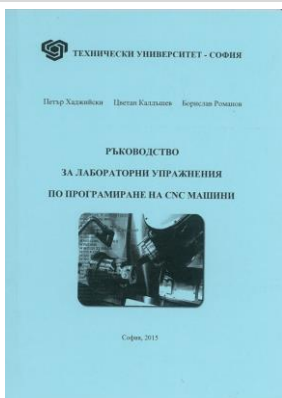 ТЕХНИЧЕСКИ УНИВЕРСИТЕТ - СОФИЯ
Петър Хаджийски Цветан Калдъшев Борислав Романов
РЪКОВОДСТВО
ЗА ЛАБОРАТОРНИ УПРАЖНЕНИЯ
ПО ПРОГРАМИРАНЕ НА CNC МАШИНИ
София, 2015